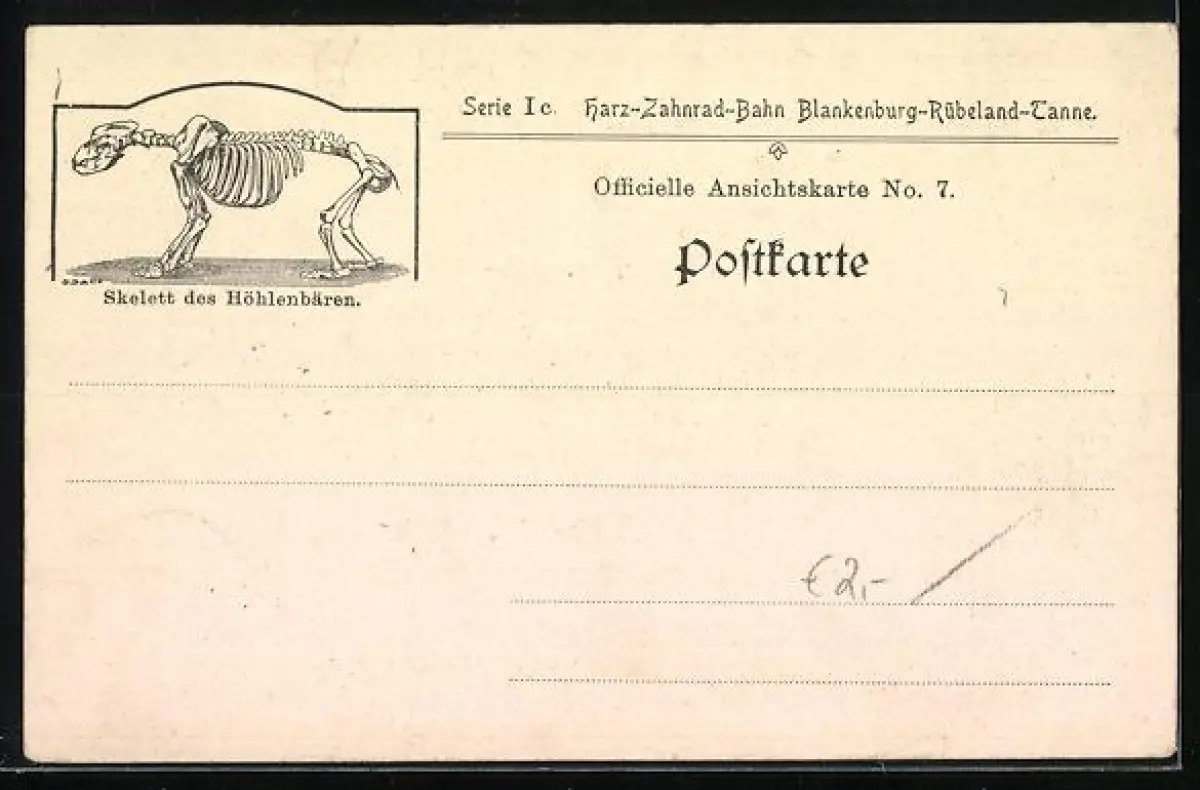 Serie Ic. Harz-Zahnrad-Bahn Blankenburg-Rübeland-Tanne.
Officielle Ansichtskarte No. 7.
Poſtkarte
Skelett des Höhlenbären.
€2,-